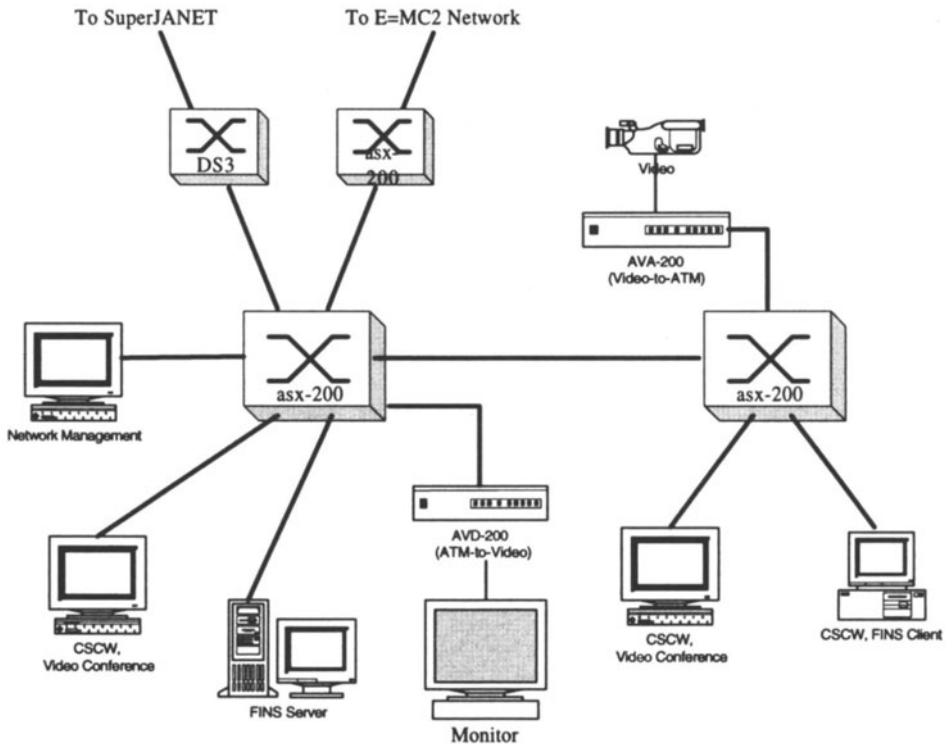 To SuperJANET
To E=MC2 Network
DS3
asx-
200
Video
AVA-200
(Video-to-ATM)
asx-200
asx-200
Network Management
AVD-200
(ATM-to-Video)
CSCW,
Video Conference
FINS Server
Monitor
CSCW,
Video Conference
CSCW, FINS Client